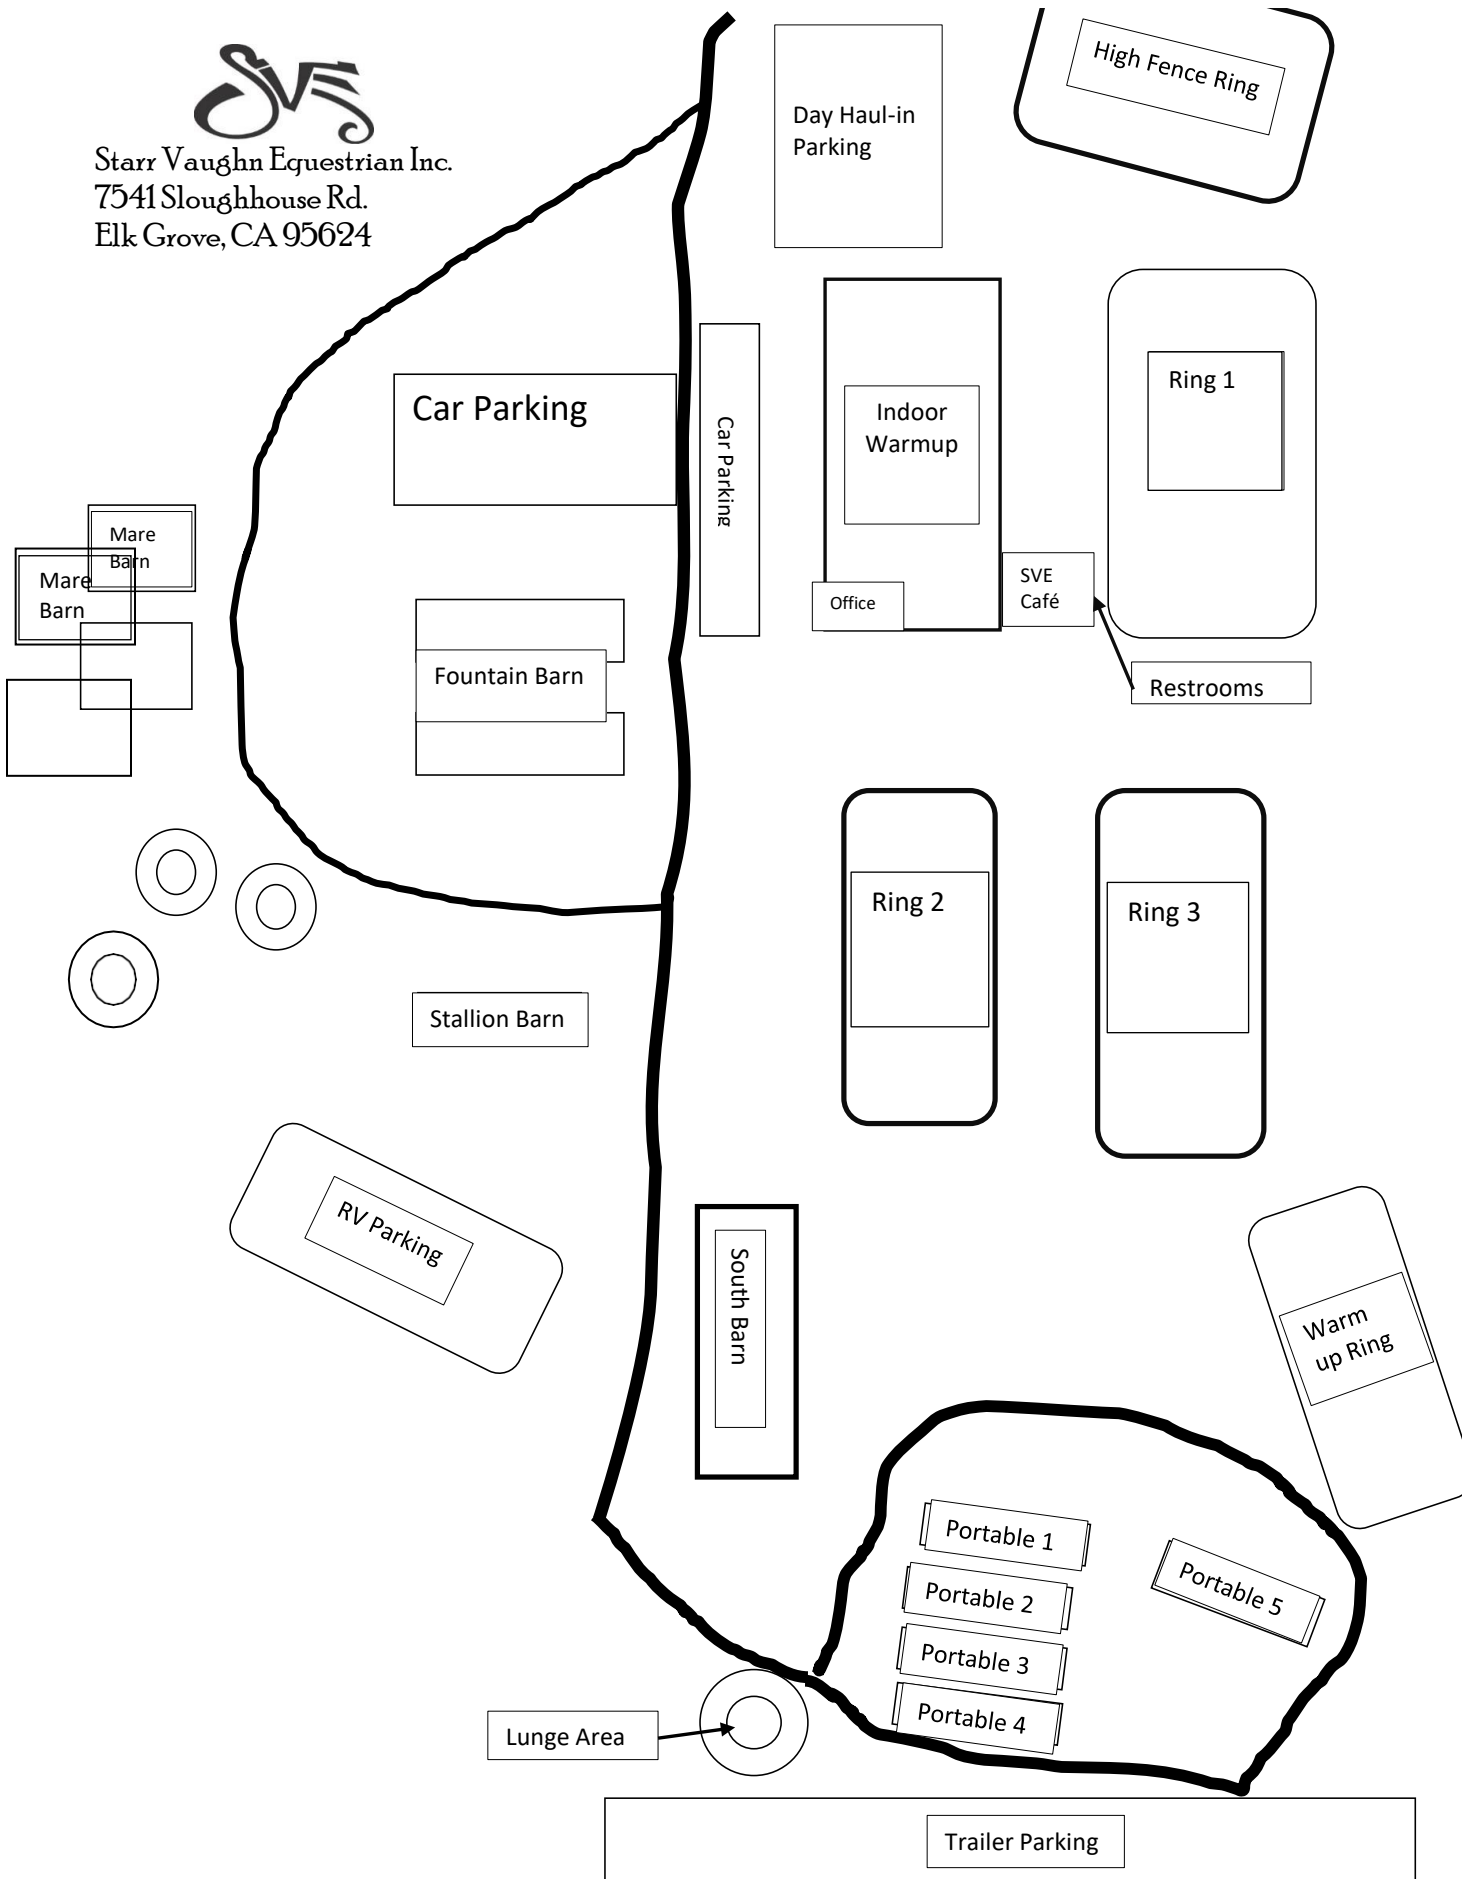 SVE
Starr Vaughn Equestrian Inc.
7541 Sloughhouse Rd.
Elk Grove, CA 95624
High Fence Ring
Day Haul-in
Parking
Car Parking
Car Parking
Indoor
Warmup
Ring 1
Mare
Barn
Mare
Barn
Office
SVE
Café
Fountain Barn
Restrooms
Ring 2
Ring 3
Stallion Barn
RV Parking
South Barn
Warm
up Ring
Portable 1
Portable 2
Portable 3
Portable 4
Portable 5
Lunge Area
Trailer Parking